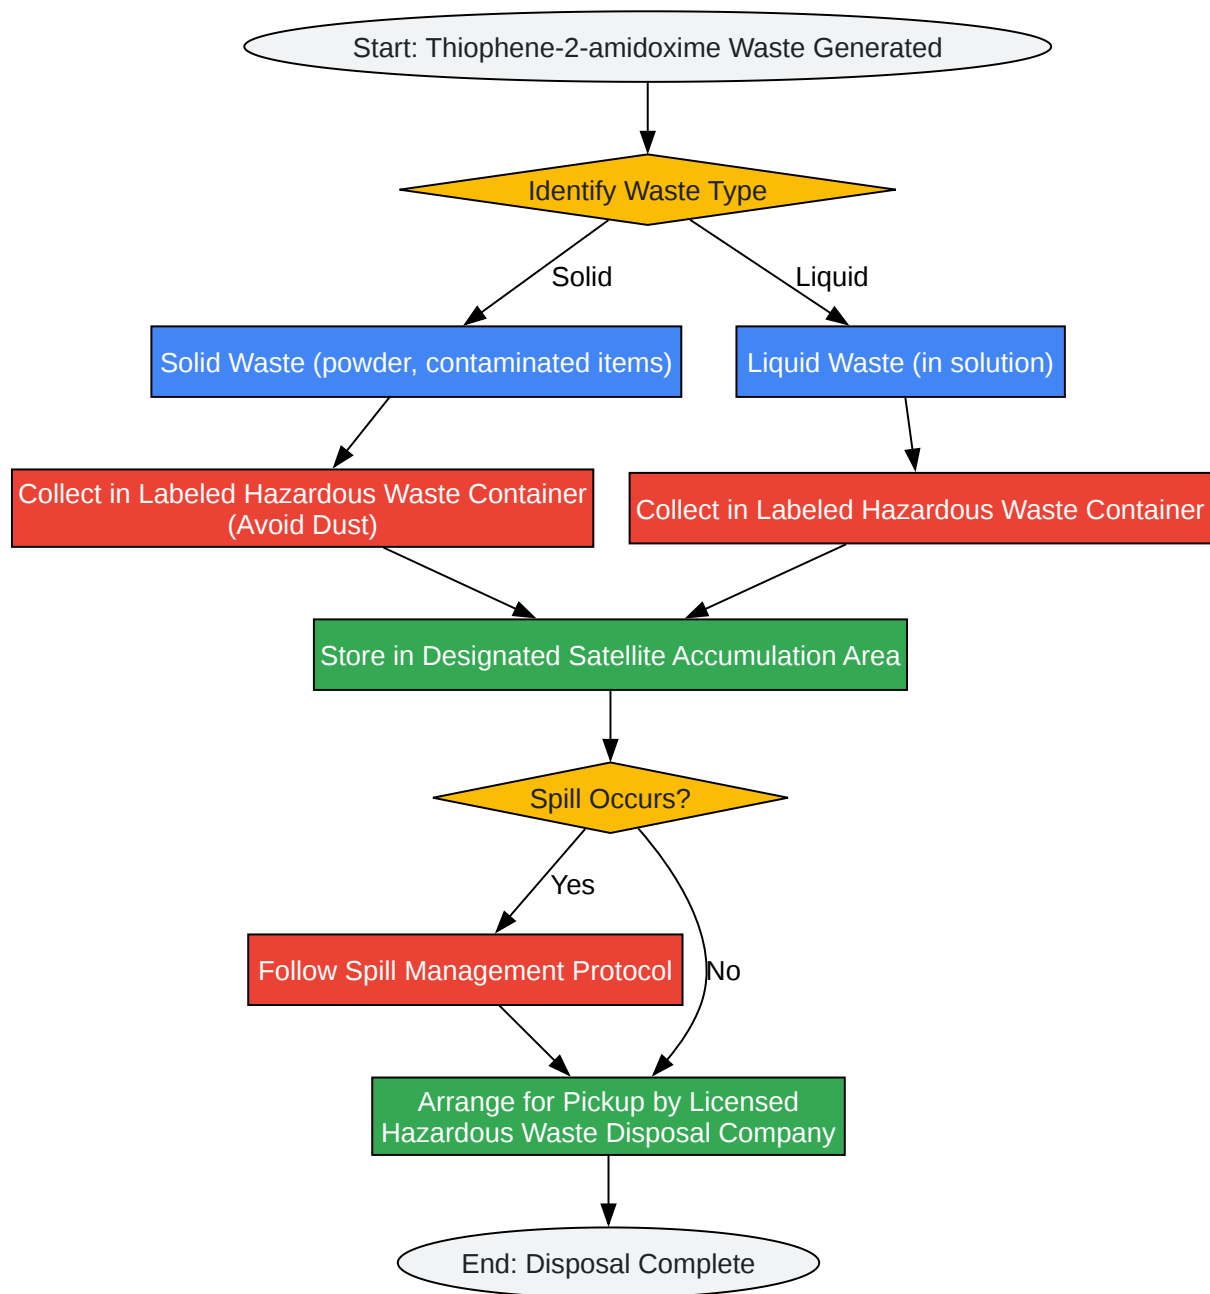 Start: Thiophene-2-amidoxime Waste Generated
Identify Waste Type
Solid
Liquid
Solid Waste (powder, contaminated items)
Liquid Waste (in solution)
Collect in Labeled Hazardous Waste Container
(Avoid Dust)
Collect in Labeled Hazardous Waste Container
Store in Designated Satellite Accumulation Area
Spill Occurs?
Yes
Follow Spill Management Protocol
No
Arrange for Pickup by Licensed
Hazardous Waste Disposal Company
End: Disposal Complete